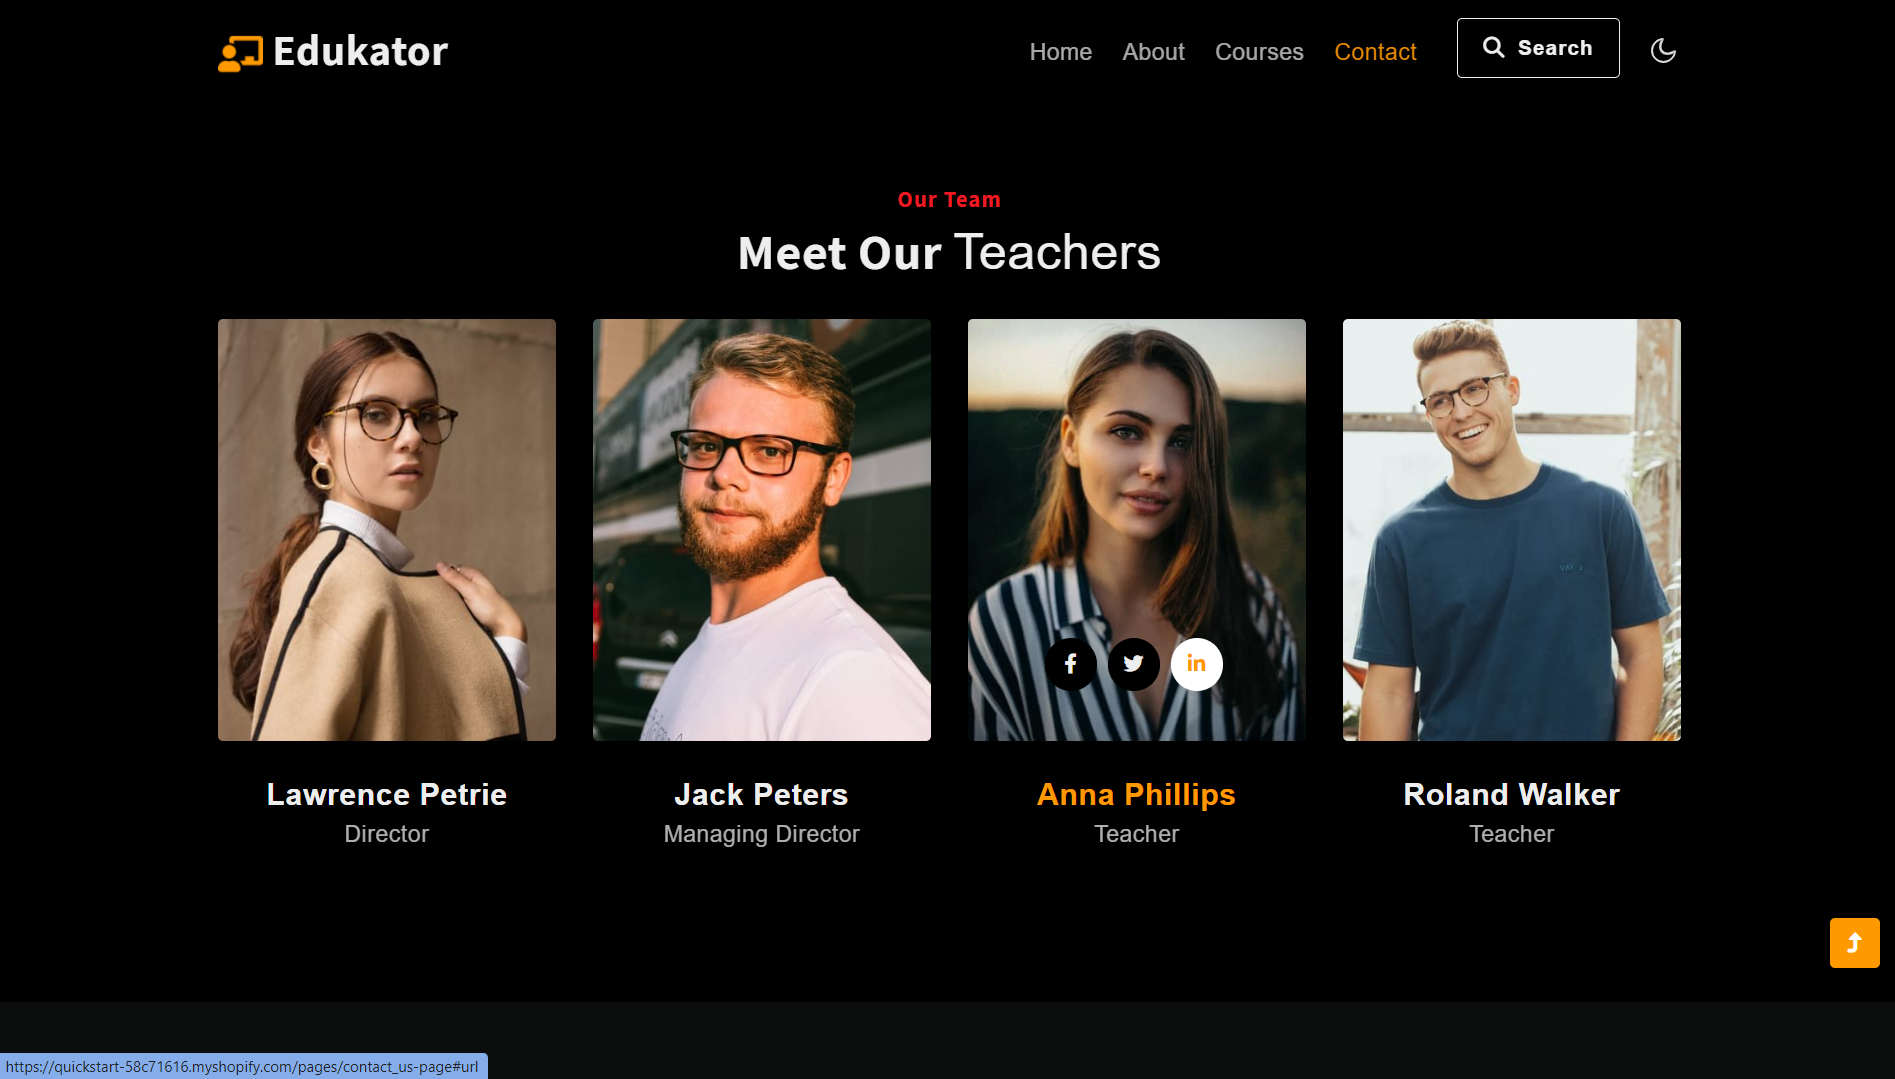 Edukator
Home About Courses Contact Search
Our Team
Meet Our Teachers
Lawrence Petrie
Director
Jack Peters
Managing Director
Anna Phillips
Teacher
Roland Walker
Teacher
https://quickstart-58c71616.myshopify.com/pages/contact_us-page#url